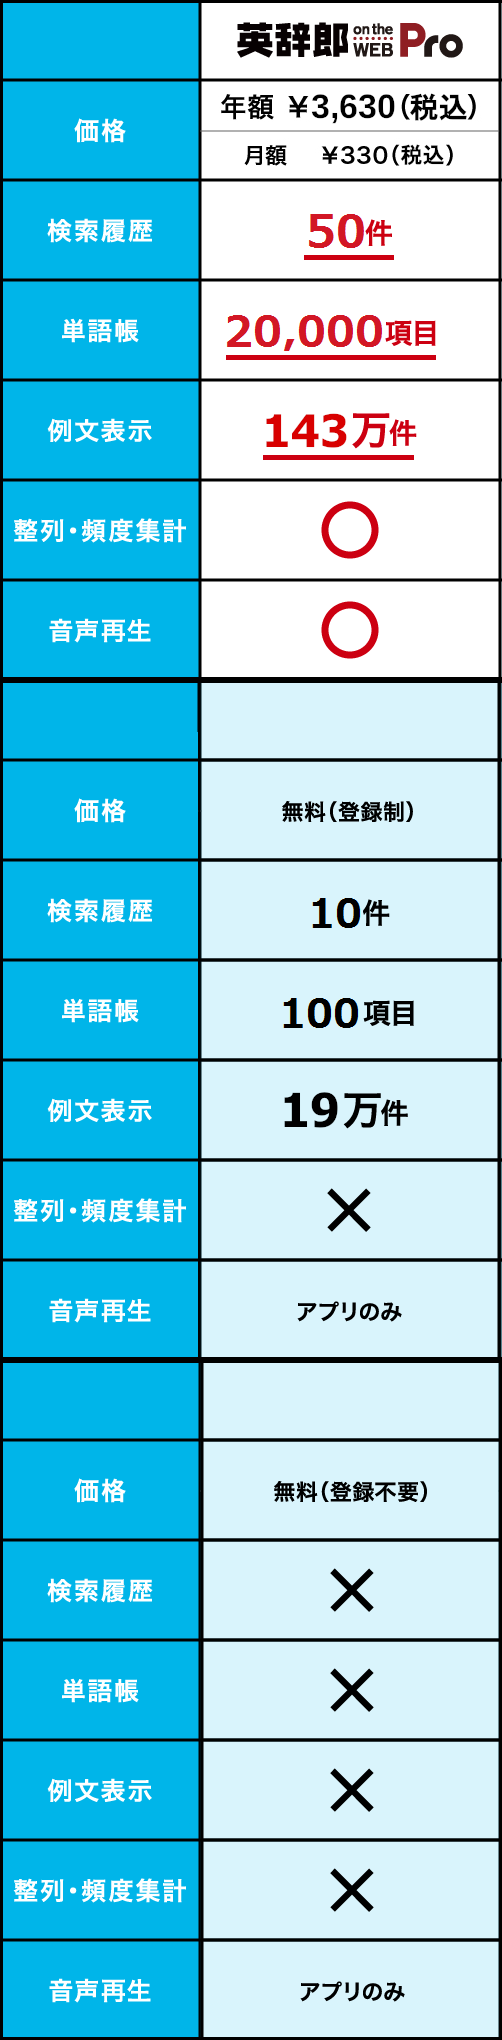 英辞郎 on the WEB Pro
価格
年額 ￥3,630（税込）
月額 ￥330（税込）
検索履歴 50件
単語帳 20,000項目
例文表示 143万件
整列・頻度集計 〇
音声再生 〇
価格 無料（登録制）
検索履歴 10件
単語帳 100項目
例文表示 19万件
整列・頻度集計 ×
音声再生 アプリのみ
価格 無料（登録不要）
検索履歴 ×
単語帳 ×
例文表示 ×
整列・頻度集計 ×
音声再生 アプリのみ